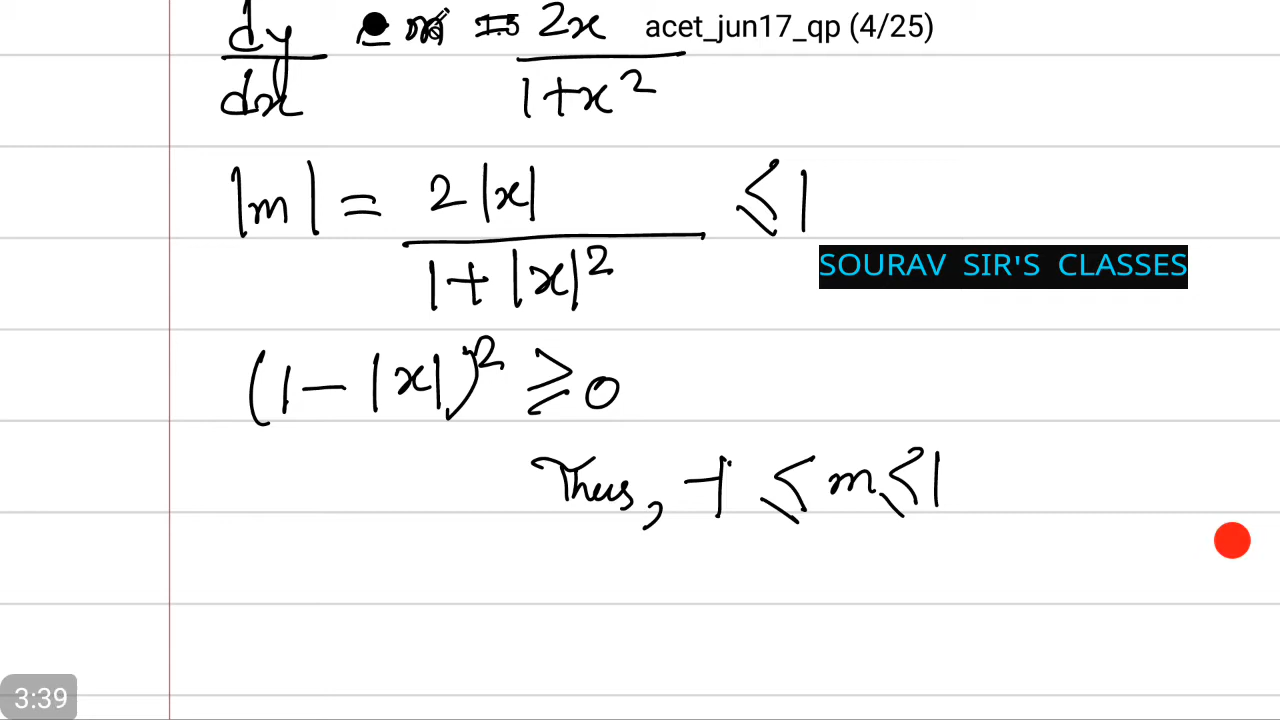 acet_jun17_qp (4/25)
dy/dx = 2x/(1+x²)
|m| = 2|x|/(1+|x|²) ≤ 1
SOURAV SIR'S CLASSES
(1-|x|)² ≥ 0
Thus, -1 ≤ m ≤ 1
3:39